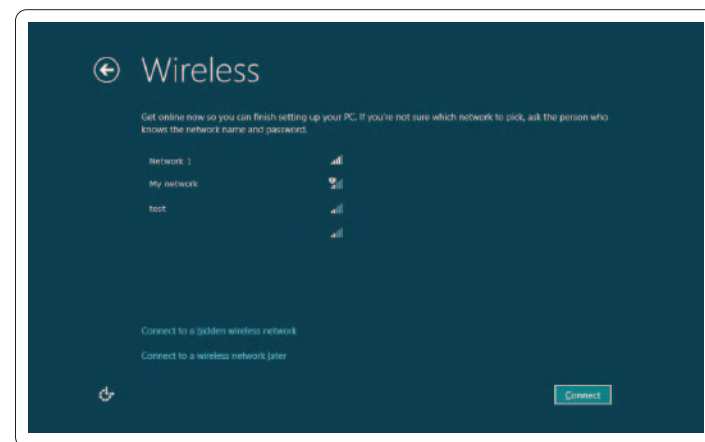 Wireless
Get online now so you can finish setting up your PC. If you're not sure which network to pick, ask the person who
knows the network name and password.
Network 1
My network
test
Connect to a hidden wireless network
Connect to a wireless network later
Connect